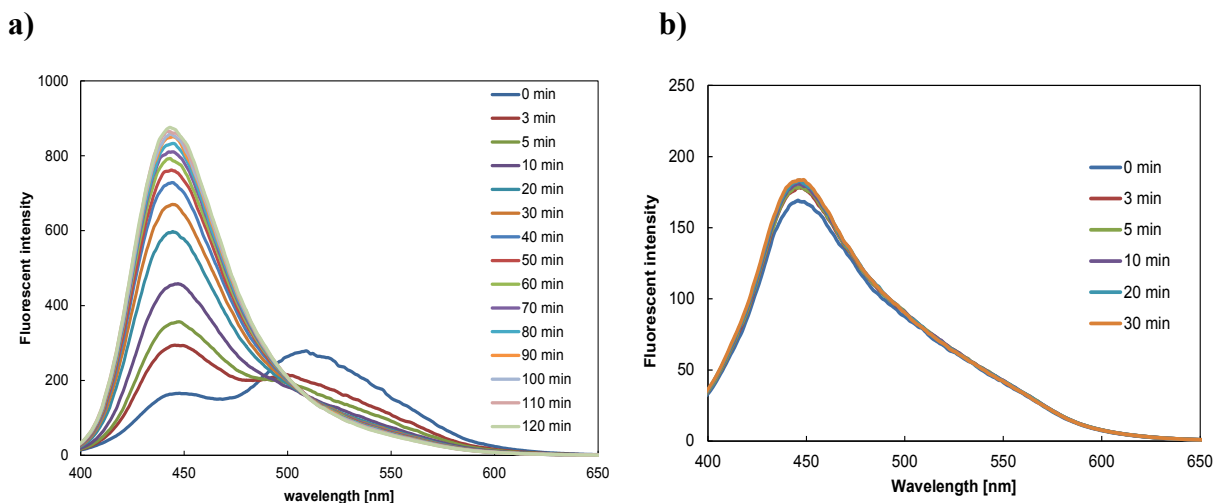 a)
b)
1000
800
600
400
200
0
400
450
500
550
600
650
Fluorescent intensity
wavelength [nm]
0 min
3 min
5 min
10 min
20 min
30 min
40 min
50 min
60 min
70 min
80 min
90 min
100 min
110 min
120 min
250
200
150
100
50
0
400
450
500
550
600
650
Fluorescent intensity
Wavelength [nm]
0 min
3 min
5 min
10 min
20 min
30 min